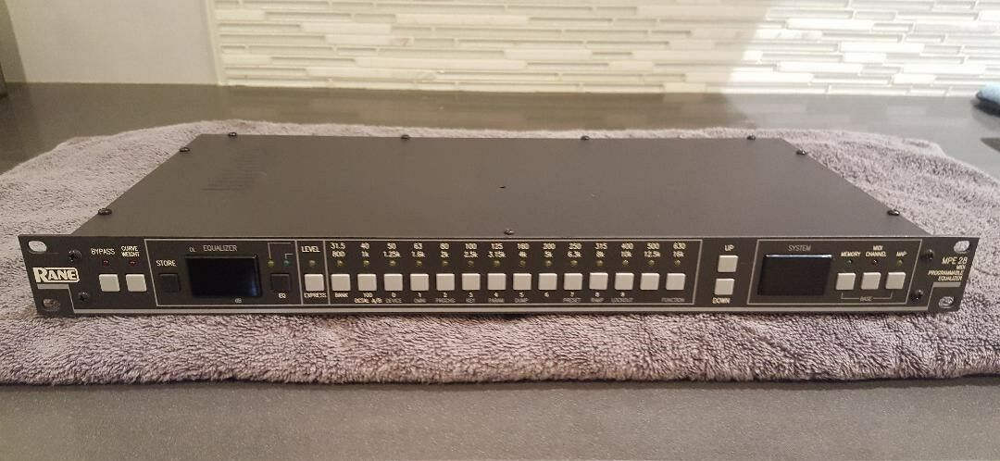 RANE
BYPASS
CURVE
WEIGHT
STORE
OL EQUALIZER
dB
EQ
LEVEL
EXPRESS
31.5 40 50 63 80 100 125 160 200 250 315 400 500 630
800 1k 1.25k 1.6k 2k 2.5k 3.15k 4k 5k 6.3k 8k 10k 12.5k 16k
BANK 100 0 1 2 3 4 5 6 7 8 9
OCTAL A/B DEVICE OMNI PROCHG KEY PARAM DUMP PRESET RAMP LOCKOUT FUNCTION
UP
DOWN
SYSTEM
MEMORY MIDI CHANNEL MAP
BASE
MPE 28
MIDI
PROGRAMMABLE
EQUALIZER